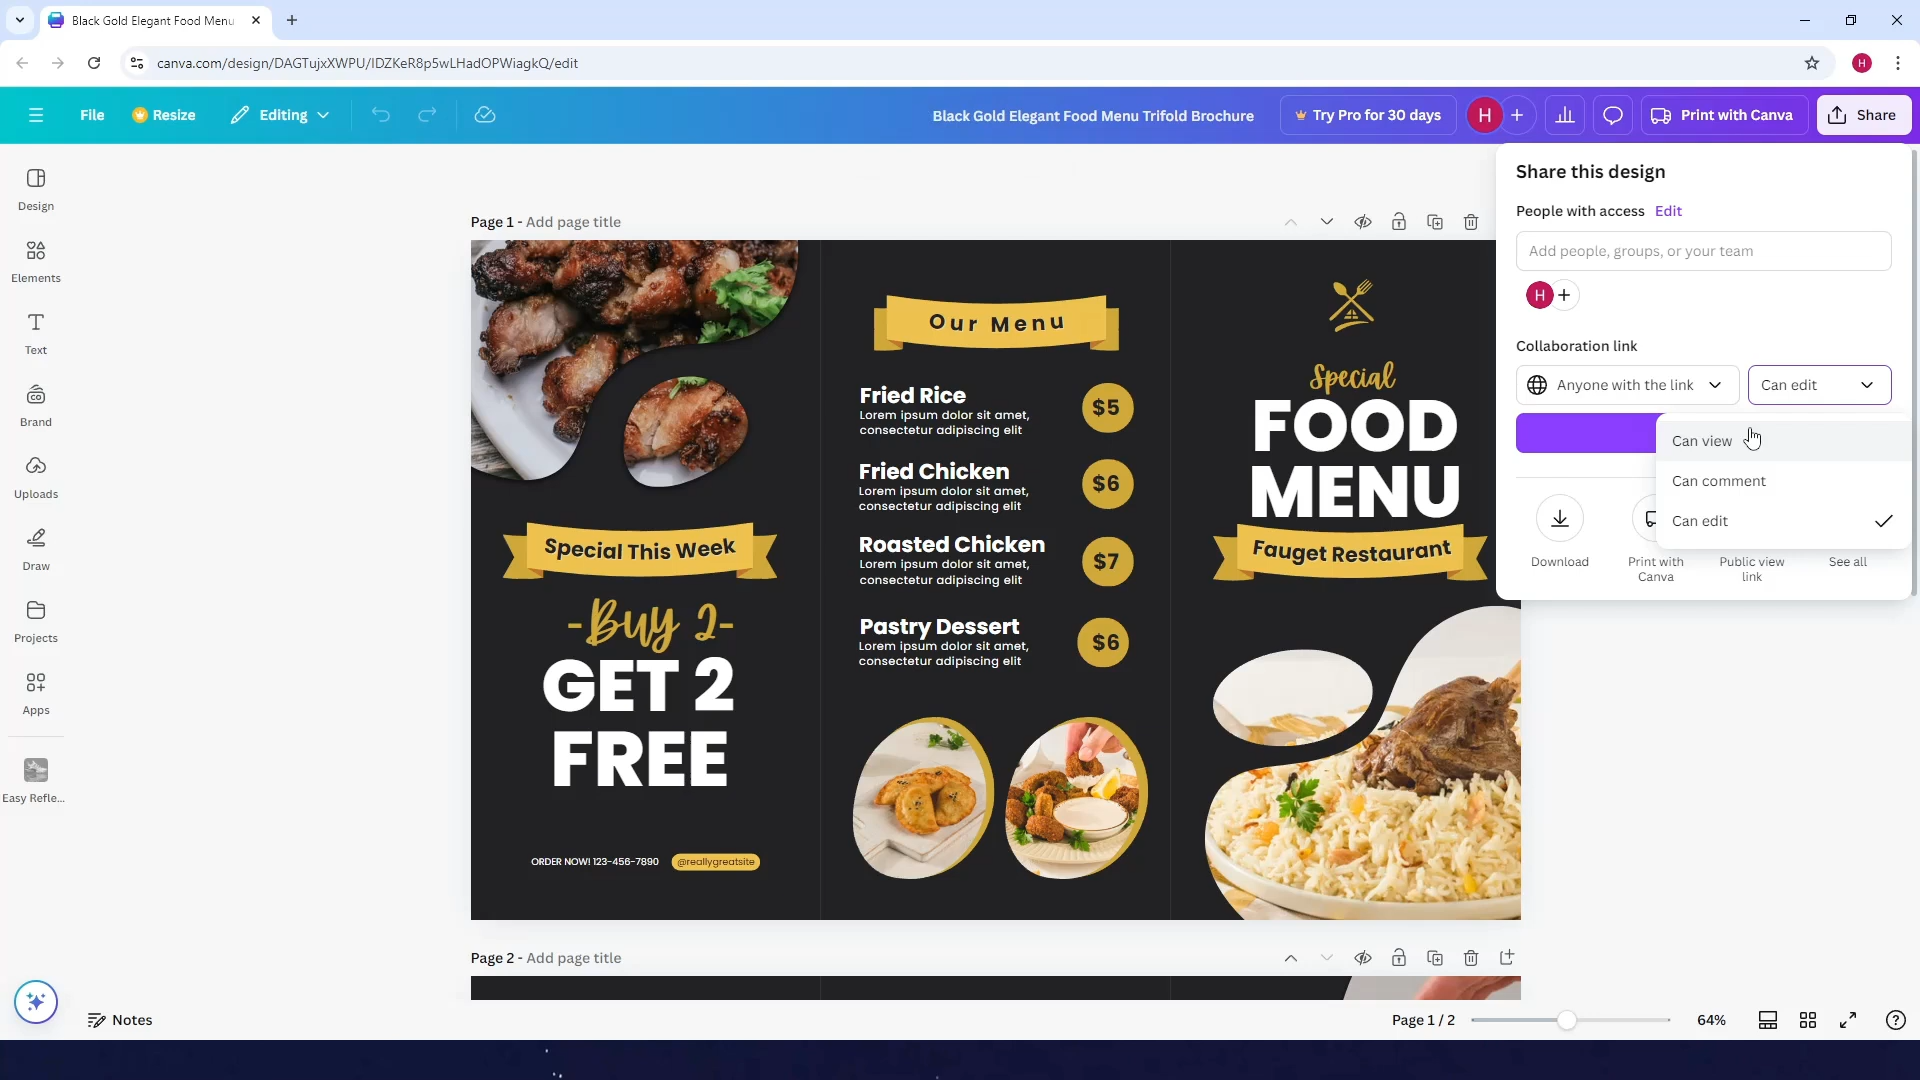 Black Gold Elegant Food Menu
canva.com/design/DAGTujxXWPU/IDZKeR8p5wLHadOPWiagkQ/edit
H
File
Resize
Editing
Black Gold Elegant Food Menu Trifold Brochure
Try Pro for 30 days
H
Print with Canva
Share
Design
Elements
Text
Brand
Uploads
Draw
Projects
Apps
Easy Refle...
Page 1 - Add page title
Special This Week
-Buy 2-
GET 2
FREE
ORDER NOW! 123-456-7890 @reallygreatsite
Our Menu
Fried Rice
Lorem ipsum dolor sit amet,
consectetur adipiscing elit
$5
Fried Chicken
Lorem ipsum dolor sit amet,
consectetur adipiscing elit
$6
Roasted Chicken
Lorem ipsum dolor sit amet,
consectetur adipiscing elit
$7
Pastry Dessert
Lorem ipsum dolor sit amet,
consectetur adipiscing elit
$6
Special
FOOD
MENU
Fauget Restaurant
Share this design
People with access Edit
Add people, groups, or your team
H
Collaboration link
Anyone with the link
Can edit
Can view
Can comment
Can edit
Download
Print with
Canva
Public view
link
See all
Page 2 - Add page title
Notes
Page 1 / 2
64%